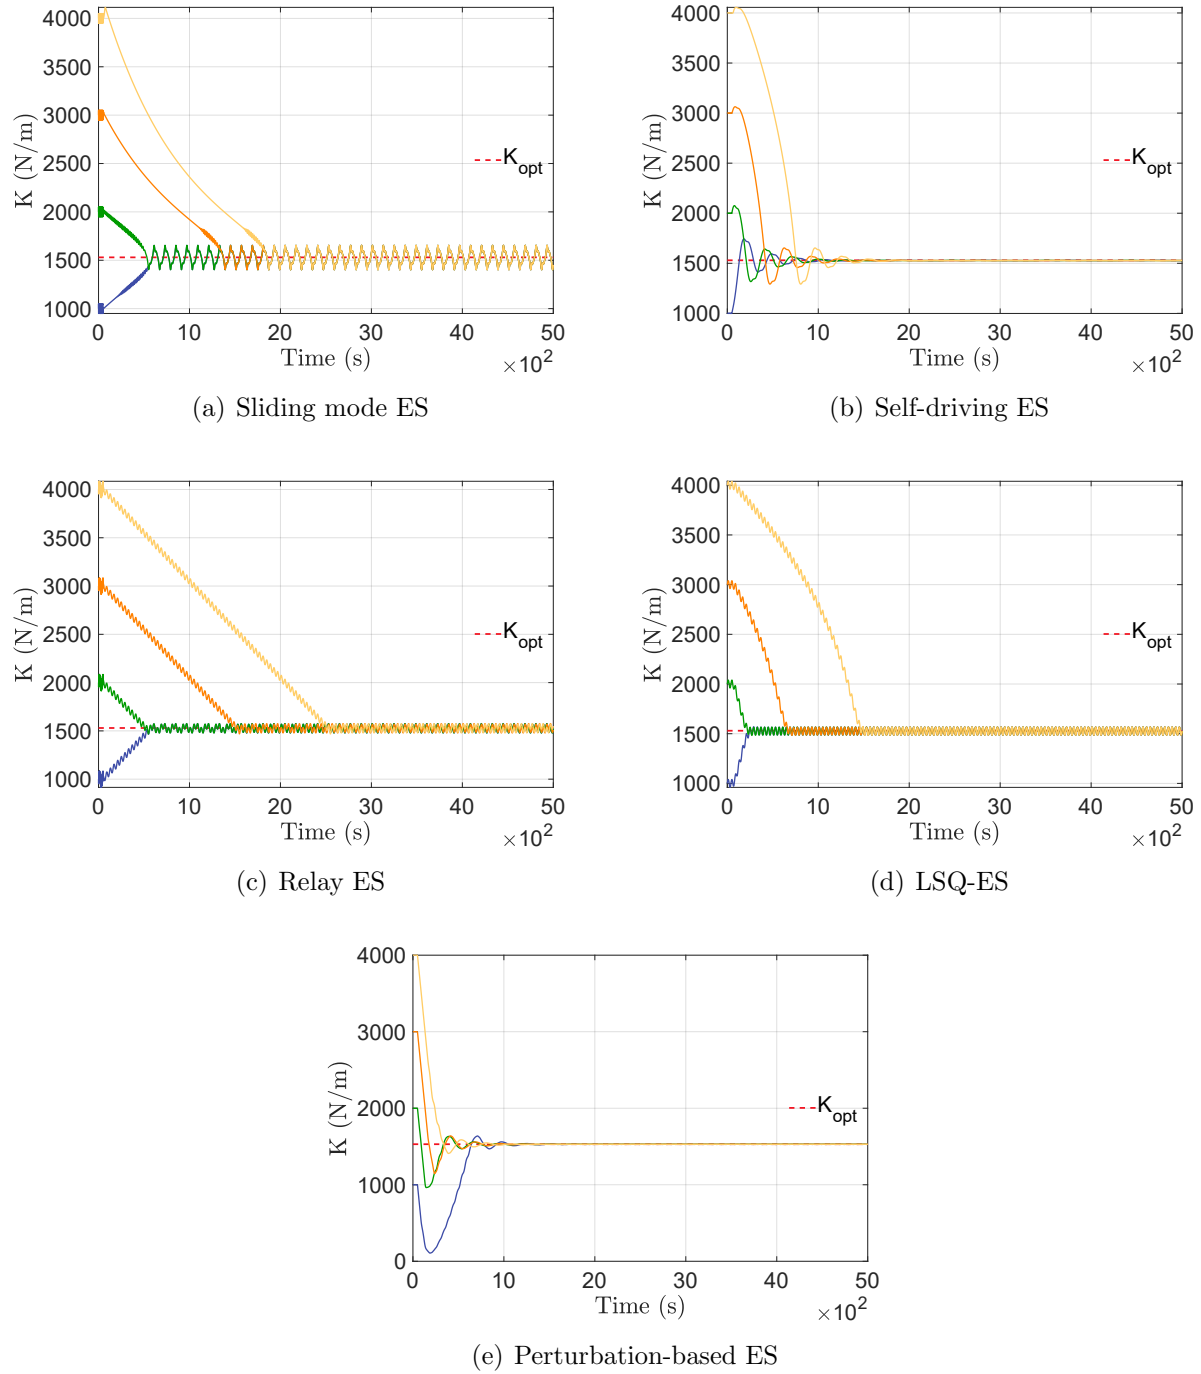 4000
3500
3000
2500
2000
1500
1000
K (N/m)
K_opt
0 10 20 30 40 50
Time (s)
×10^2
(a) Sliding mode ES
4000
3500
3000
2500
2000
1500
1000
K (N/m)
K_opt
0 10 20 30 40 50
Time (s)
×10^2
(b) Self-driving ES
4000
3500
3000
2500
2000
1500
1000
K (N/m)
K_opt
0 10 20 30 40 50
Time (s)
×10^2
(c) Relay ES
4000
3500
3000
2500
2000
1500
1000
K (N/m)
K_opt
0 10 20 30 40 50
Time (s)
×10^2
(d) LSQ-ES
4000
3000
2000
1000
0
K (N/m)
K_opt
0 10 20 30 40 50
Time (s)
×10^2
(e) Perturbation-based ES